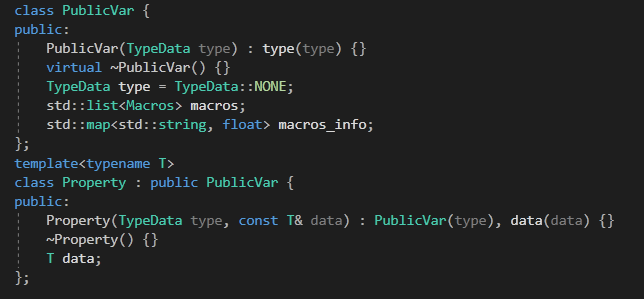 class PublicVar {
public:
    PublicVar(TypeData type) : type(type) {}
    virtual ~PublicVar() {}
    TypeData type = TypeData::NONE;
    std::list<Macros> macros;
    std::map<std::string, float> macros_info;
};
template<typename T>
class Property : public PublicVar {
public:
    Property(TypeData type, const T& data) : PublicVar(type), data(data) {}
    ~Property() {}
    T data;
};